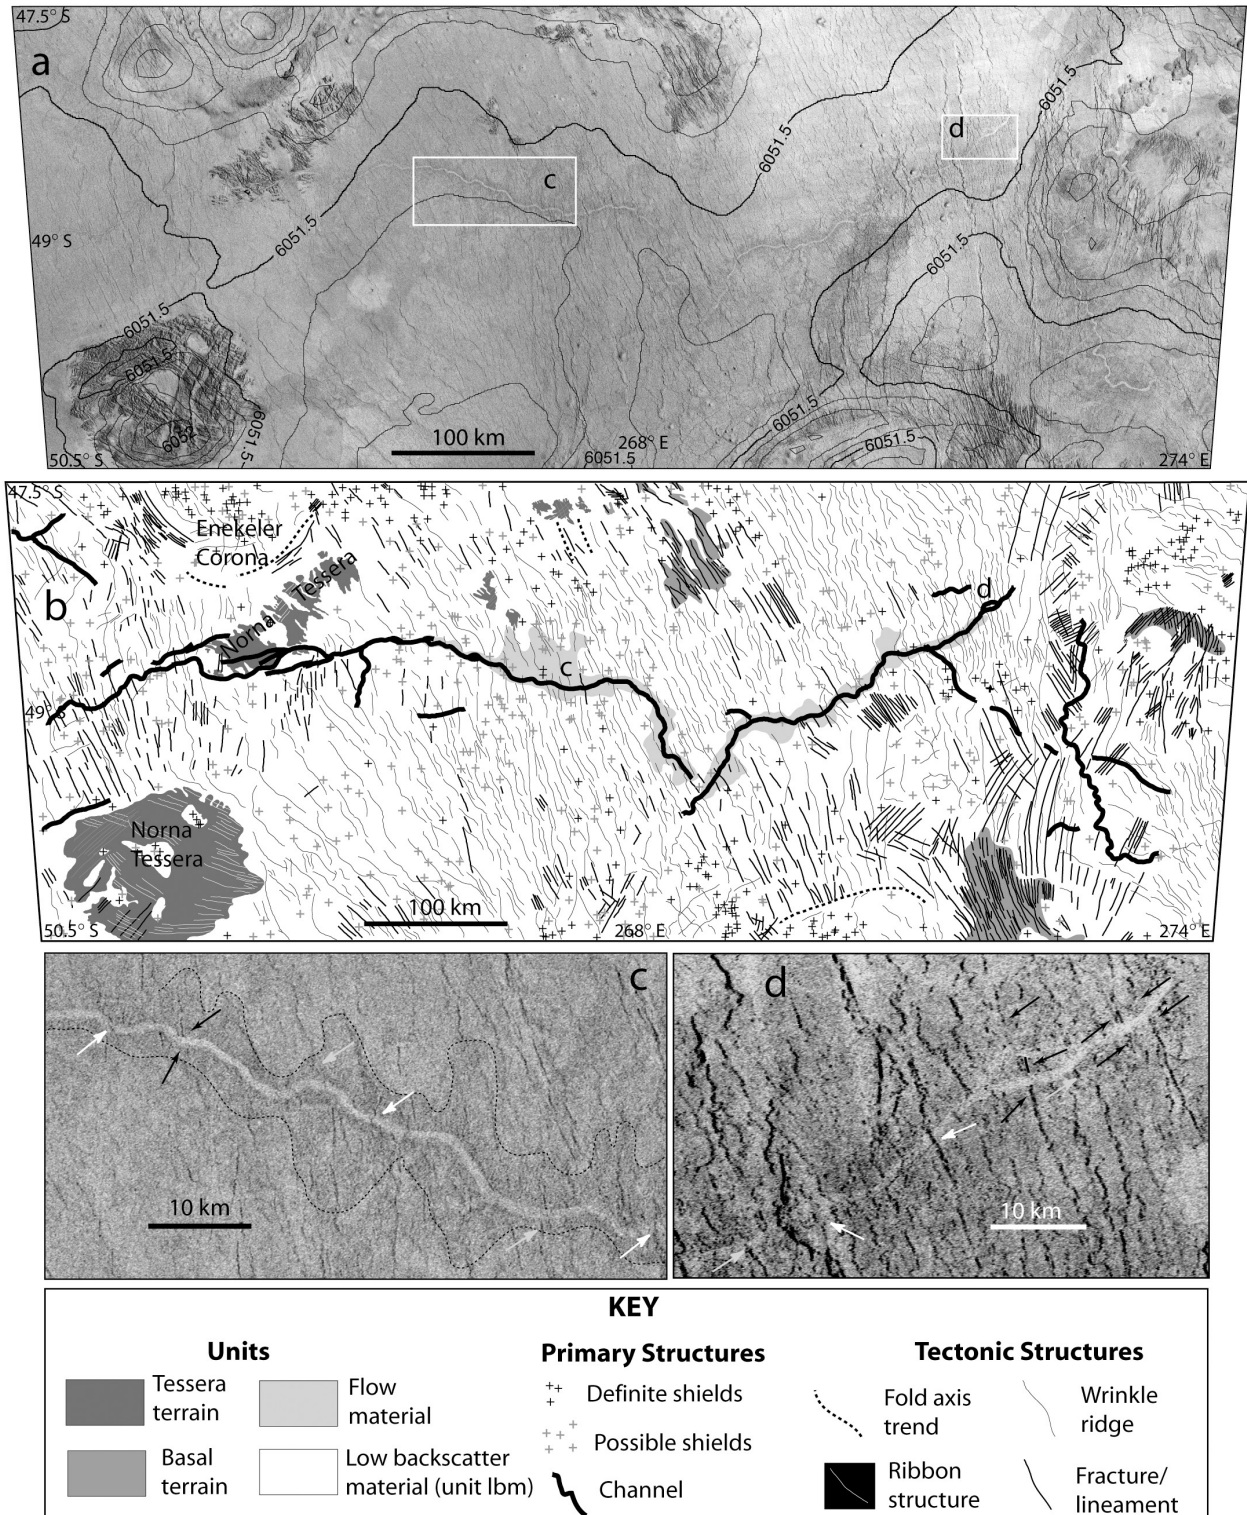 47.5° S
a
6051.5
6051.5
d
c
49° S
6051.5
6051.5
6051.5
6051.5
6052
6051.5
6051.5
6051.5
100 km
268° E
6051.5
50.5° S
274° E
47.5° S
Enekeler
Corona
Norna Tessera
b
d
c
49° S
Norna
Tessera
100 km
50.5° S
268° E
274° E
c
10 km
d
10 km
KEY
Units
Tessera
terrain
Flow
material
Basal
terrain
Low backscatter
material (unit lbm)
Primary Structures
Definite shields
Possible shields
Channel
Tectonic Structures
Fold axis
trend
Wrinkle
ridge
Ribbon
structure
Fracture/
lineament